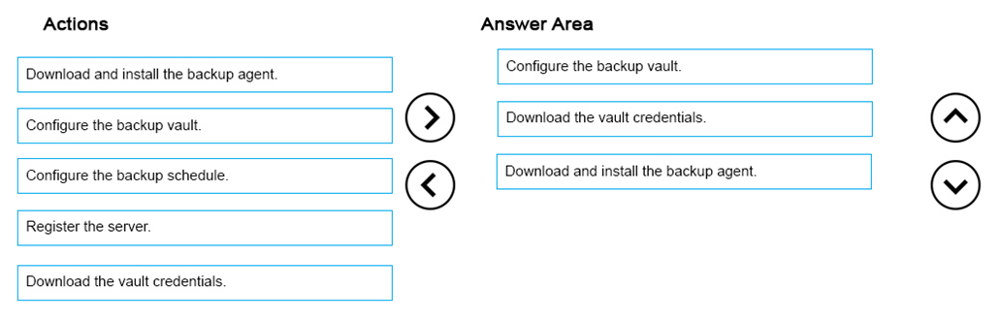 Actions
Download and install the backup agent.
Configure the backup vault.
Configure the backup schedule.
Register the server.
Download the vault credentials.
Answer Area
Configure the backup vault.
Download the vault credentials.
Download and install the backup agent.